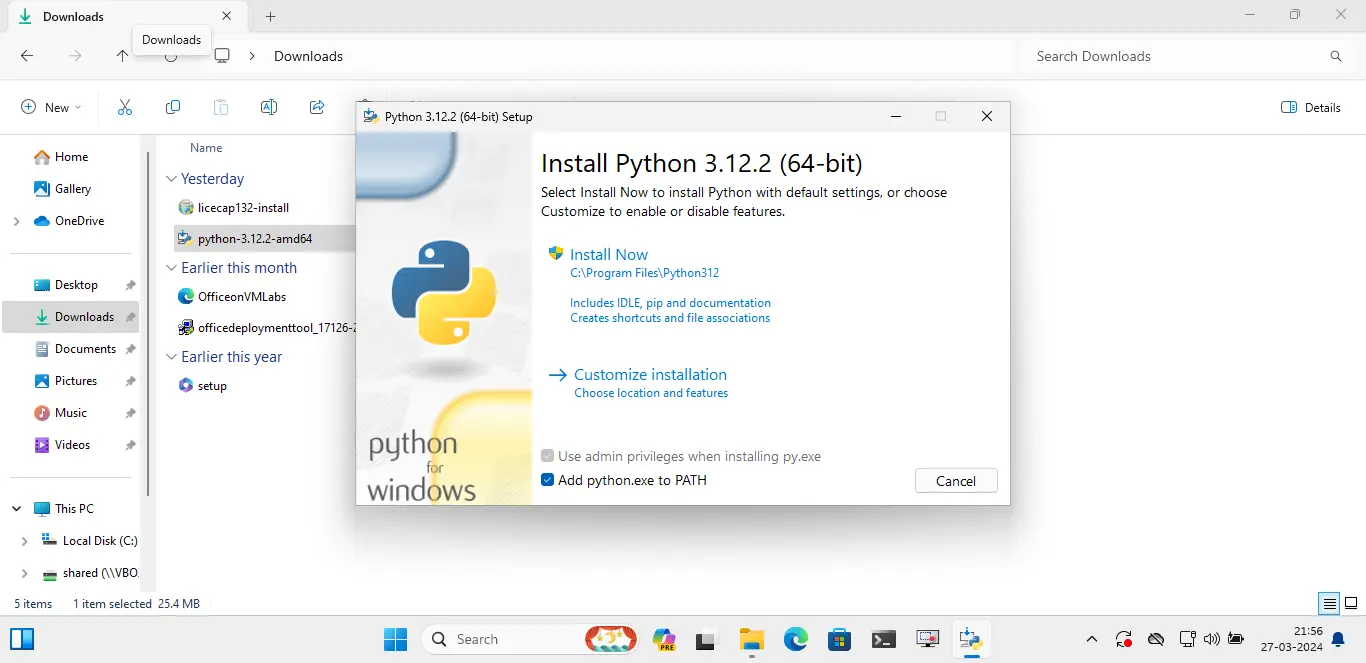 Downloads
Downloads
Downloads
Search Downloads
New
Details
Home
Gallery
OneDrive
Desktop
Downloads
Documents
Pictures
Music
Videos
This PC
Local Disk (C:)
shared (\\VBO
Name
Yesterday
licecap132-install
python-3.12.2-amd64
Earlier this month
OfficeonVMLabs
officedeploymenttool_17126-2
Earlier this year
setup
Python 3.12.2 (64-bit) Setup
Install Python 3.12.2 (64-bit)
Select Install Now to install Python with default settings, or choose
Customize to enable or disable features.
Install Now
C:\Program Files\Python312
Includes IDLE, pip and documentation
Creates shortcuts and file associations
Customize installation
Choose location and features
Use admin privileges when installing py.exe
Add python.exe to PATH
Cancel
python
for
windows
5 items 1 item selected 25.4 MB
Search
PRE
21:56
27-03-2024